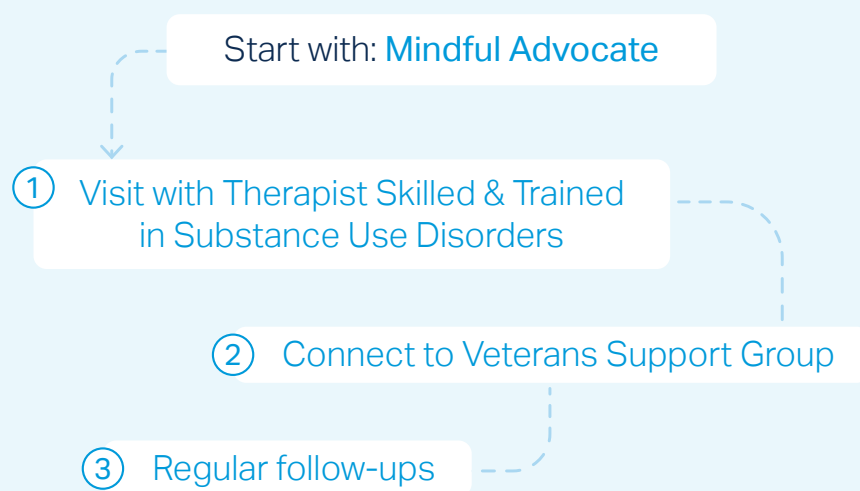 Start with: Mindful Advocate
1 Visit with Therapist Skilled & Trained
in Substance Use Disorders
2 Connect to Veterans Support Group
3 Regular follow-ups